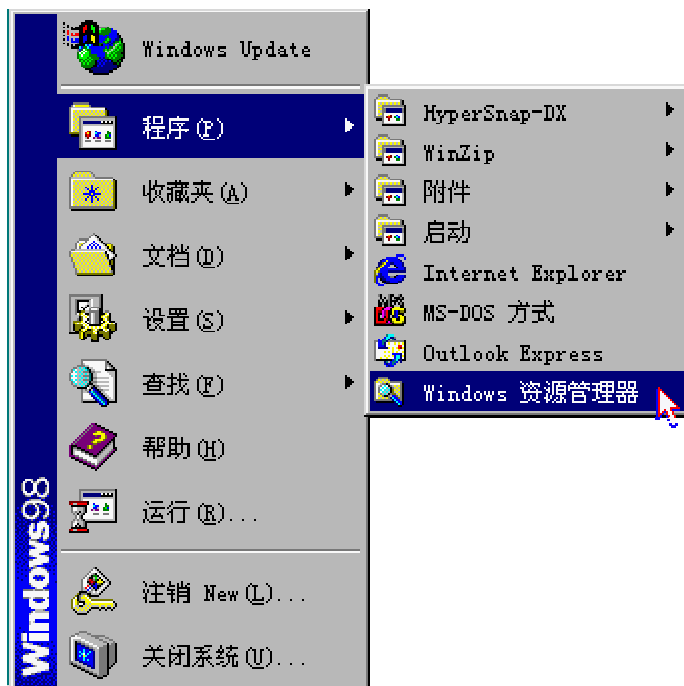 Windows Update
程序(P)
收藏夹(A)
文档(D)
设置(S)
查找(F)
帮助(H)
运行(R)...
注销 New(L)...
关闭系统(U)...
Windows98
HyperSnap-DX
WinZip
附件
启动
Internet Explorer
MS-DOS 方式
Outlook Express
Windows 资源管理器